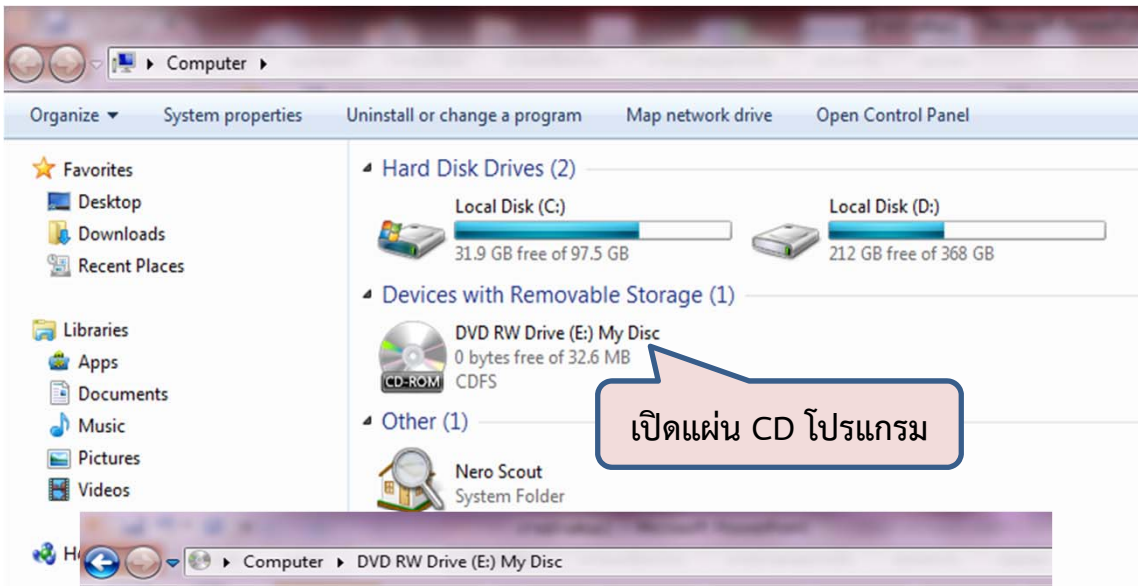 Computer
Organize System properties Uninstall or change a program Map network drive Open Control Panel
Favorites
Desktop
Downloads
Recent Places
Libraries
Apps
Documents
Music
Pictures
Videos
Hard Disk Drives (2)
Local Disk (C:)
31.9 GB free of 97.5 GB
Local Disk (D:)
212 GB free of 368 GB
Devices with Removable Storage (1)
DVD RW Drive (E:) My Disc
0 bytes free of 32.6 MB
CD-ROM CDFS
เปิดแผ่น CD โปรแกรม
Other (1)
Nero Scout
System Folder
Computer DVD RW Drive (E:) My Disc